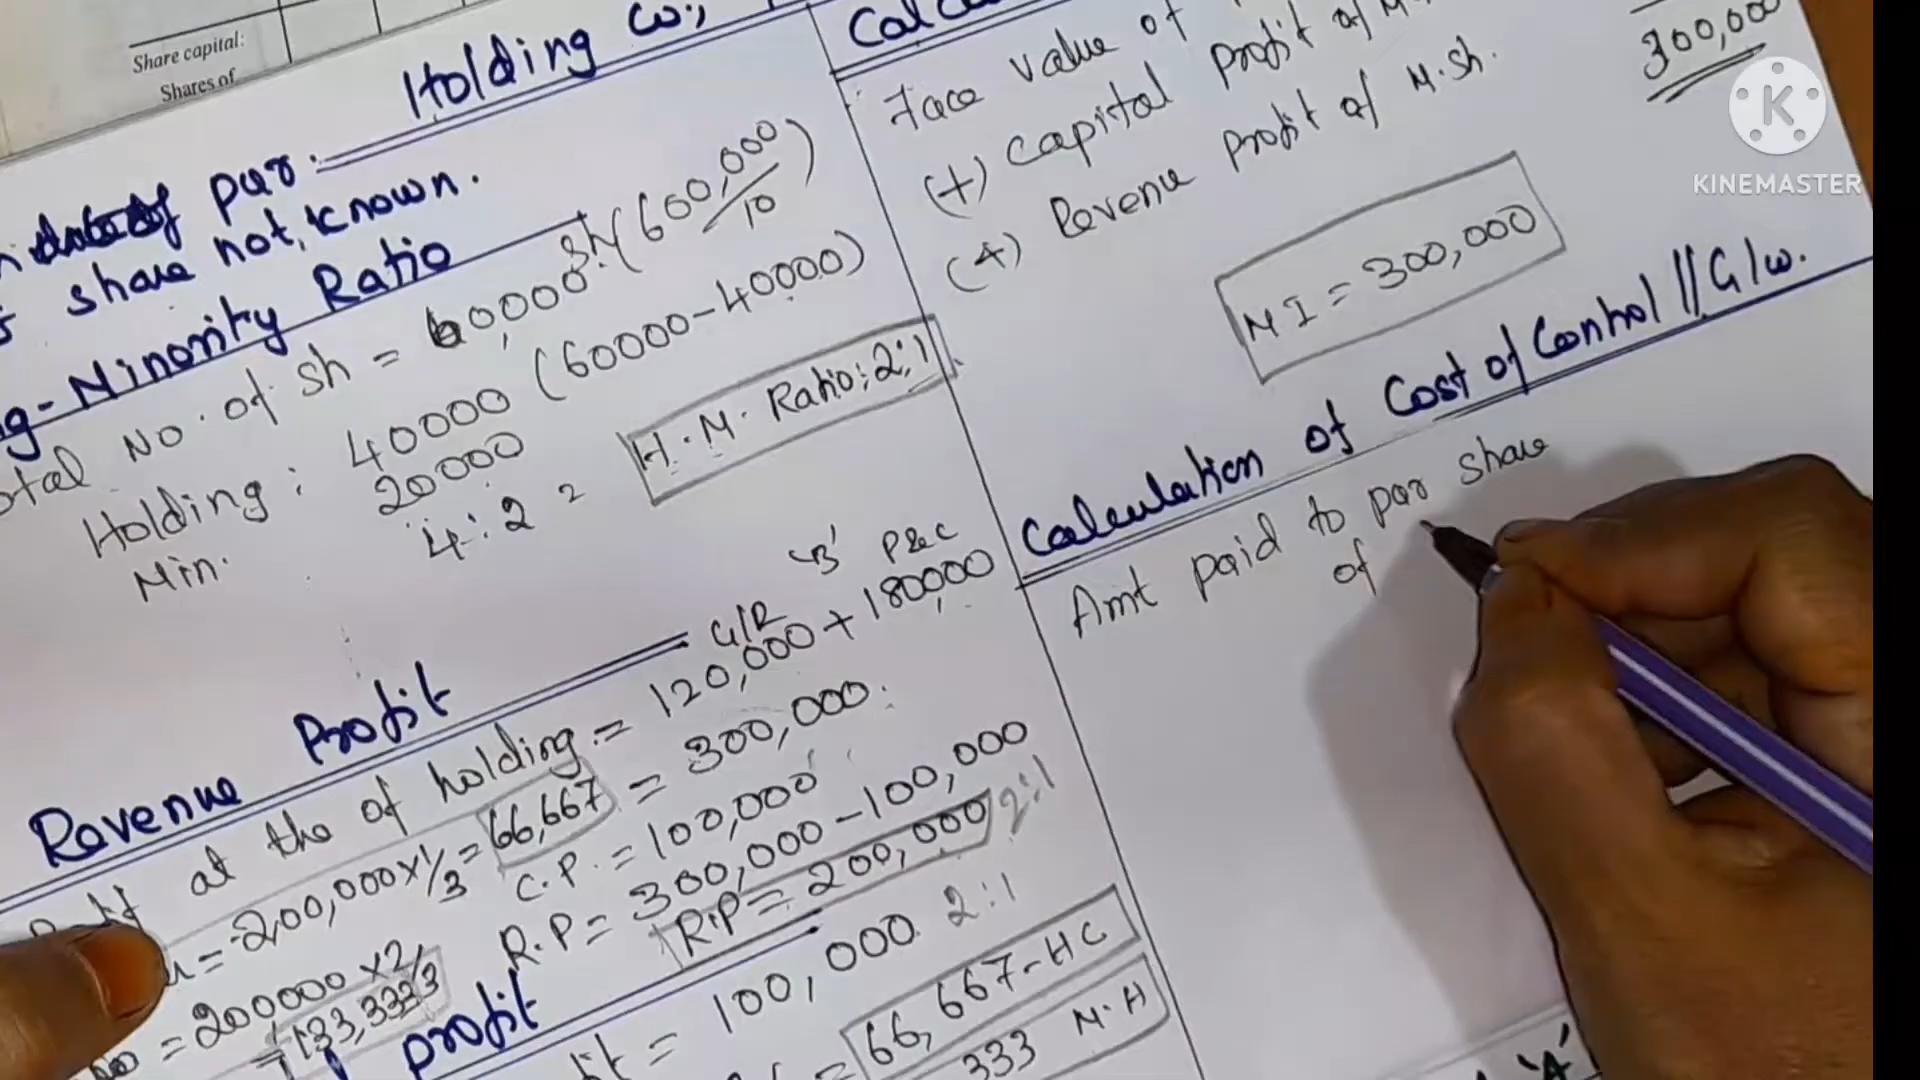 Share capital:
Shares of
Holding Co.,
par.
share not known.
Minority Ratio
No. of Sh = 60,000 Sh (600,000/10)
Holding: 40000 (60000-40000)
Min. 20000
4:2 =
H.M. Ratio: 2:1
Revenue Profit
G/R 'B' P&L
at the of holding = 120,000 + 180000
= 300,000
= 200,000 x 1/3 = 66,667
C.P. = 100,000
R.P = 300,000 - 100,000
R.P = 200,000 2:1
= 200000 x 2/3
= 133,333
profit
= 100,000 2:1
66,667 - HC
333 M.H
Face value of
(+) Capital profit of M.
(+) Revenue profit of M.Sh.
300,000
MI = 300,000
Calculation of Cost of Control // G/w.
Amt paid to par share
of
'A'
KINEMASTER